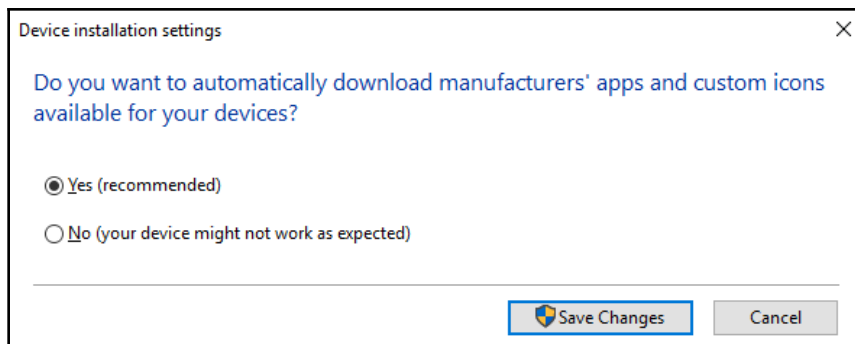 Device installation settings
Do you want to automatically download manufacturers' apps and custom icons
available for your devices?
Yes (recommended)
No (your device might not work as expected)
Save Changes
Cancel